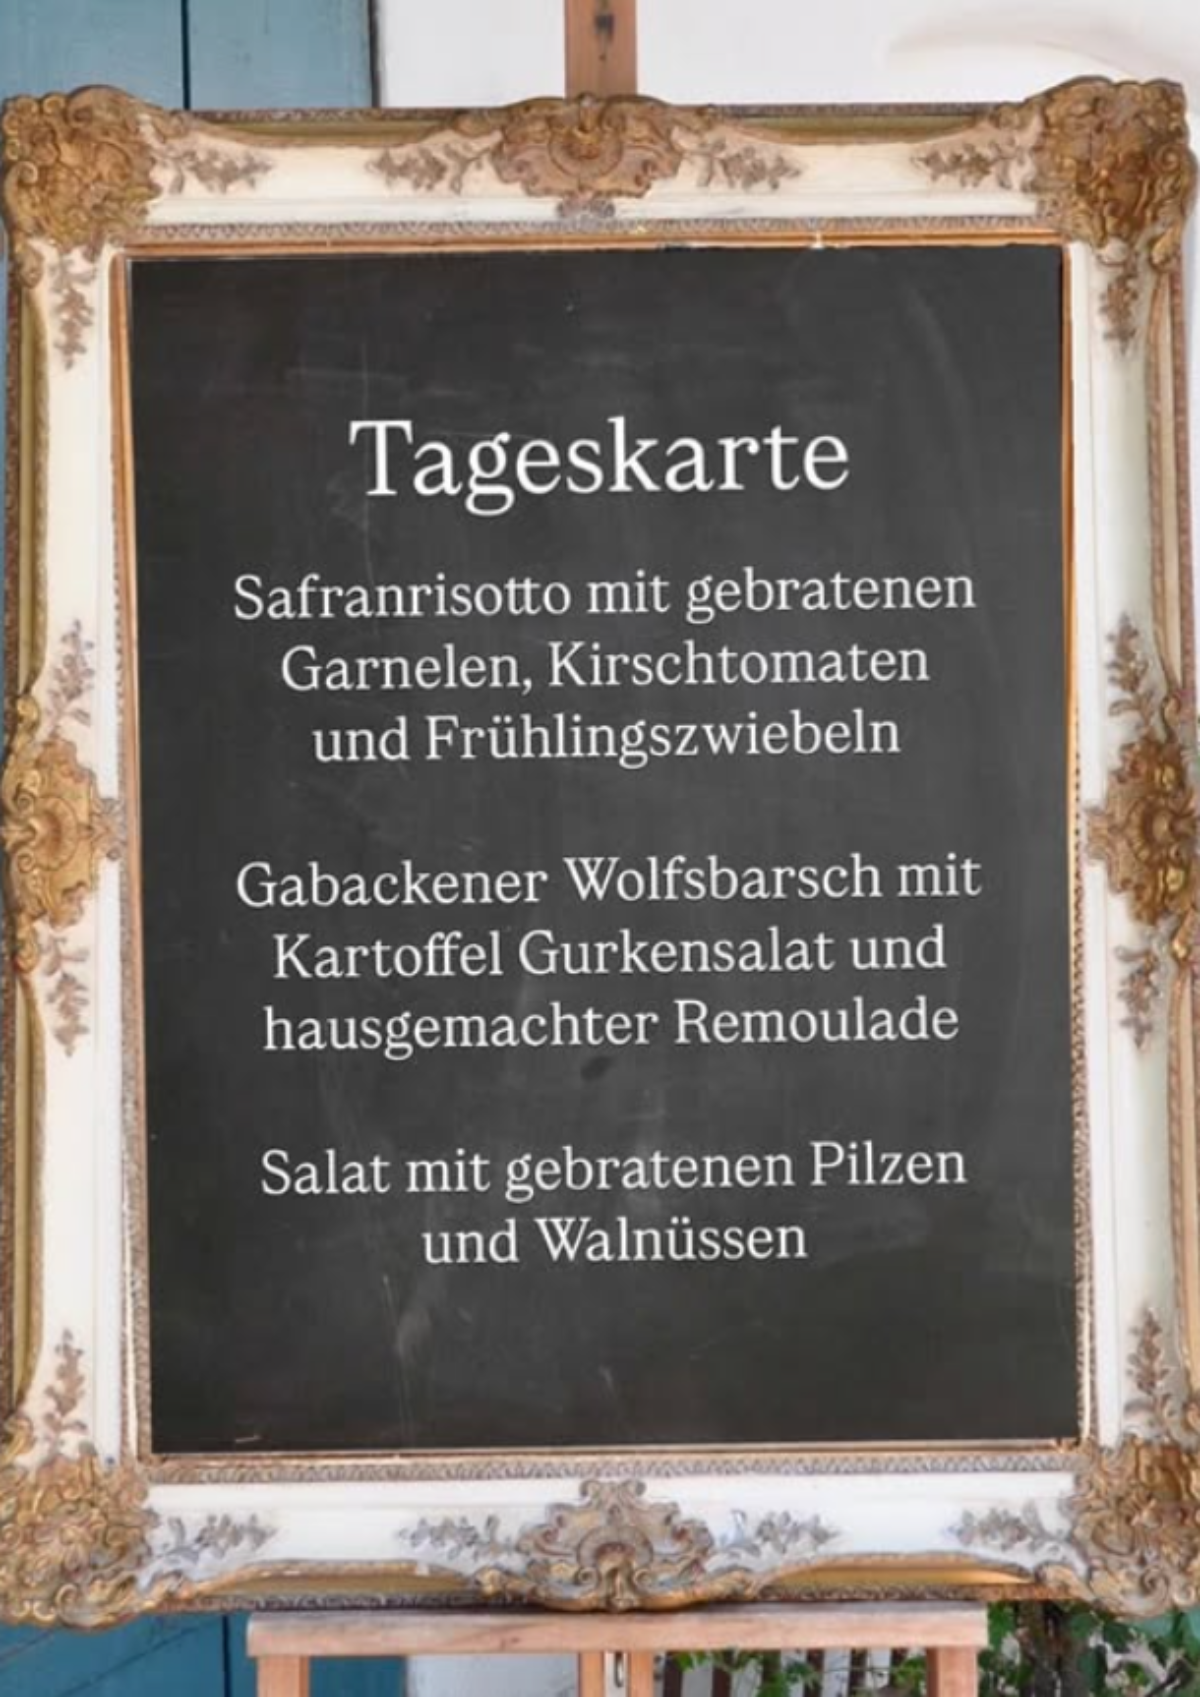 Tageskarte
Safranrisotto mit gebratenen
Garnelen, Kirschtomaten
und Frühlingszwiebeln
Gabackener Wolfsbarsch mit
Kartoffel Gurkensalat und
hausgemachter Remoulade
Salat mit gebratenen Pilzen
und Walnüssen